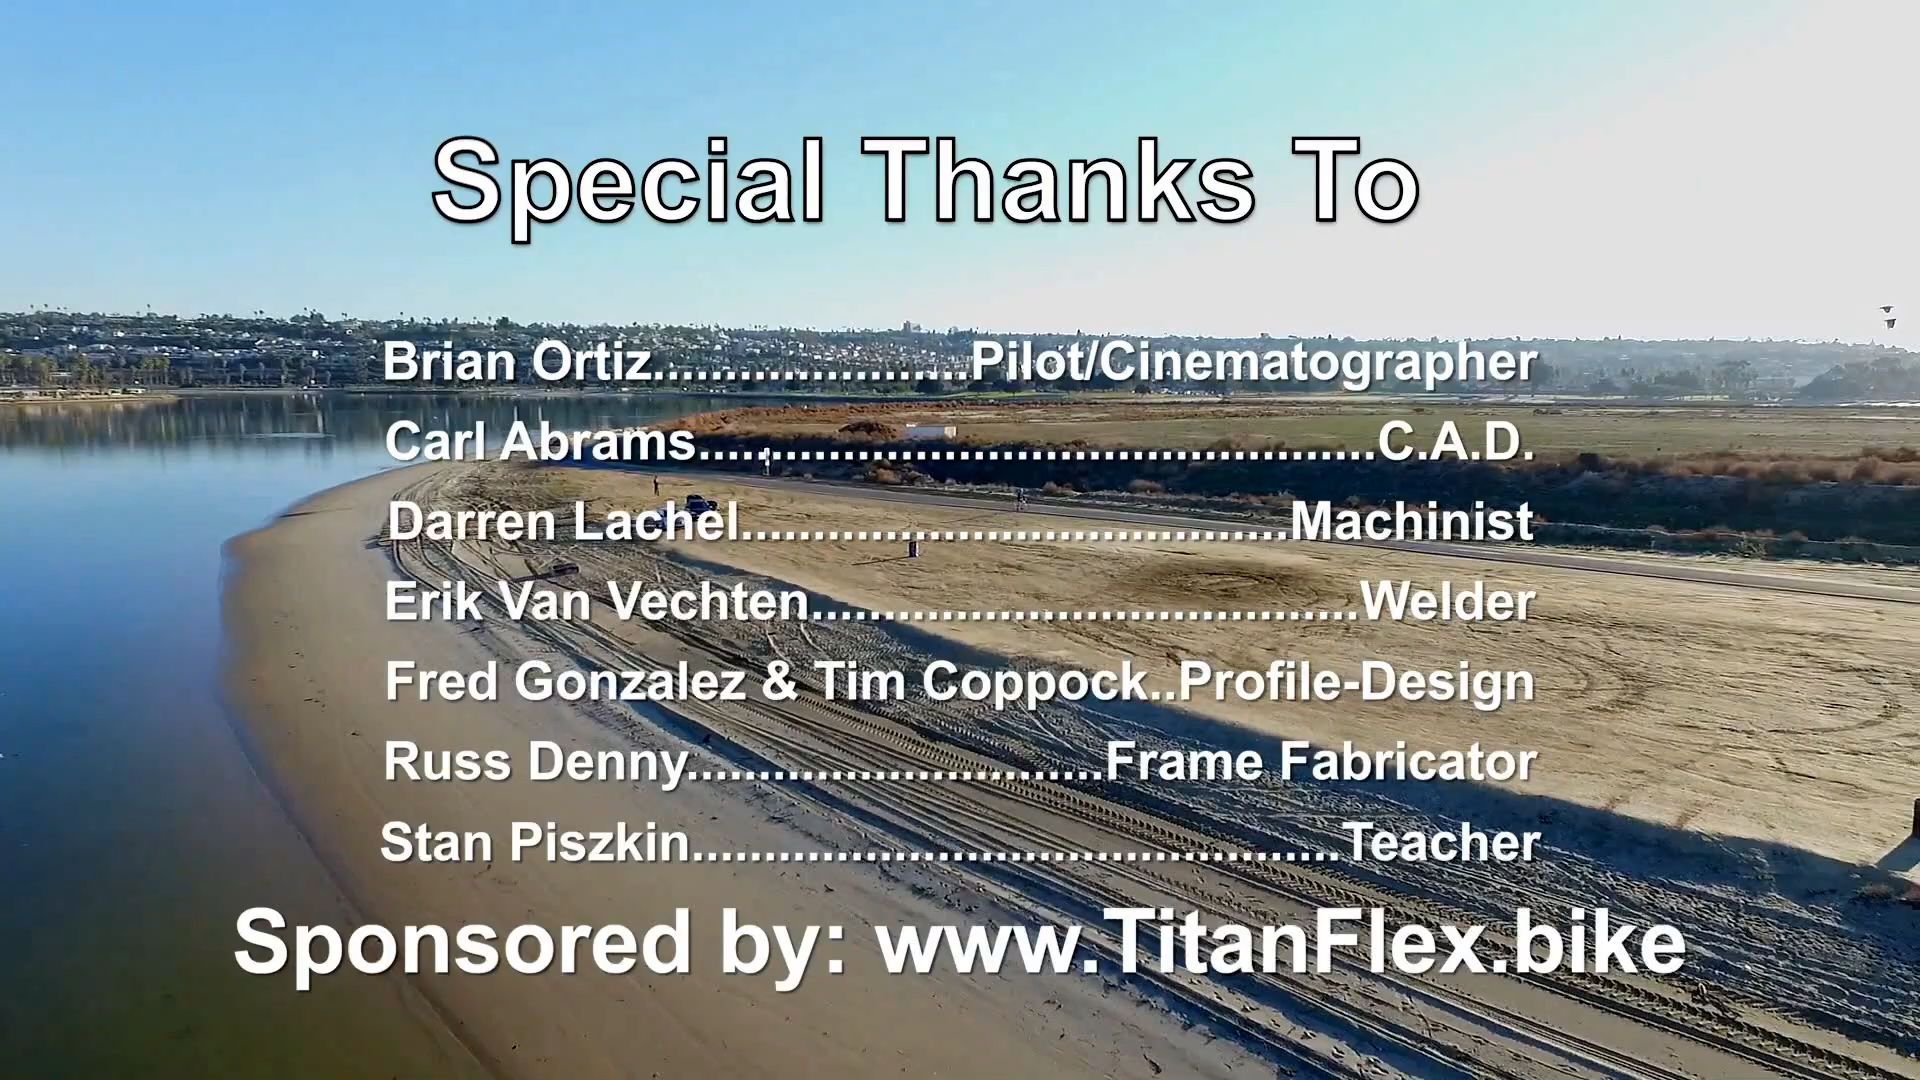 Special Thanks To
Brian Ortiz......................Pilot/Cinematographer
Carl Abrams...............................................C.A.D.
Darren Lachel......................................Machinist
Erik Van Vechten......................................Welder
Fred Gonzalez & Tim Coppock..Profile-Design
Russ Denny.............................Frame Fabricator
Stan Piszkin.............................................Teacher
Sponsored by: www.TitanFlex.bike